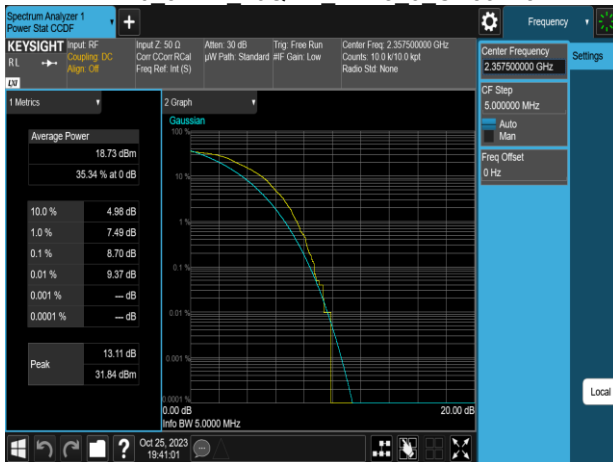 Spectrum Analyzer 1
Power Stat CCDF
Frequency
KEYSIGHT
RL
LXI
Input: RF
Coupling: DC
Align: Off
Input Z: 50 Ω
Corr CCorr RCal
Freq Ref: Int (S)
Atten: 30 dB
µW Path: Standard
Trig: Free Run
#IF Gain: Low
Center Freq: 2.357500000 GHz
Counts: 10.0 k/10.0 kpt
Radio Std: None
Center Frequency
2.357500000 GHz
Settings
CF Step
5.000000 MHz
Auto
Man
Freq Offset
0 Hz
Local
1 Metrics
Average Power
18.73 dBm
35.34 % at 0 dB
10.0 % 4.98 dB
1.0 % 7.49 dB
0.1 % 8.70 dB
0.01 % 9.37 dB
0.001 % --- dB
0.0001 % --- dB
Peak
13.11 dB
31.84 dBm
2 Graph
Gaussian
100 %
10 %
1 %
0.1 %
0.01 %
0.001 %
0.0001 %
0.00 dB
20.00 dB
Info BW 5.0000 MHz
?
Oct 25, 2023
19:41:01